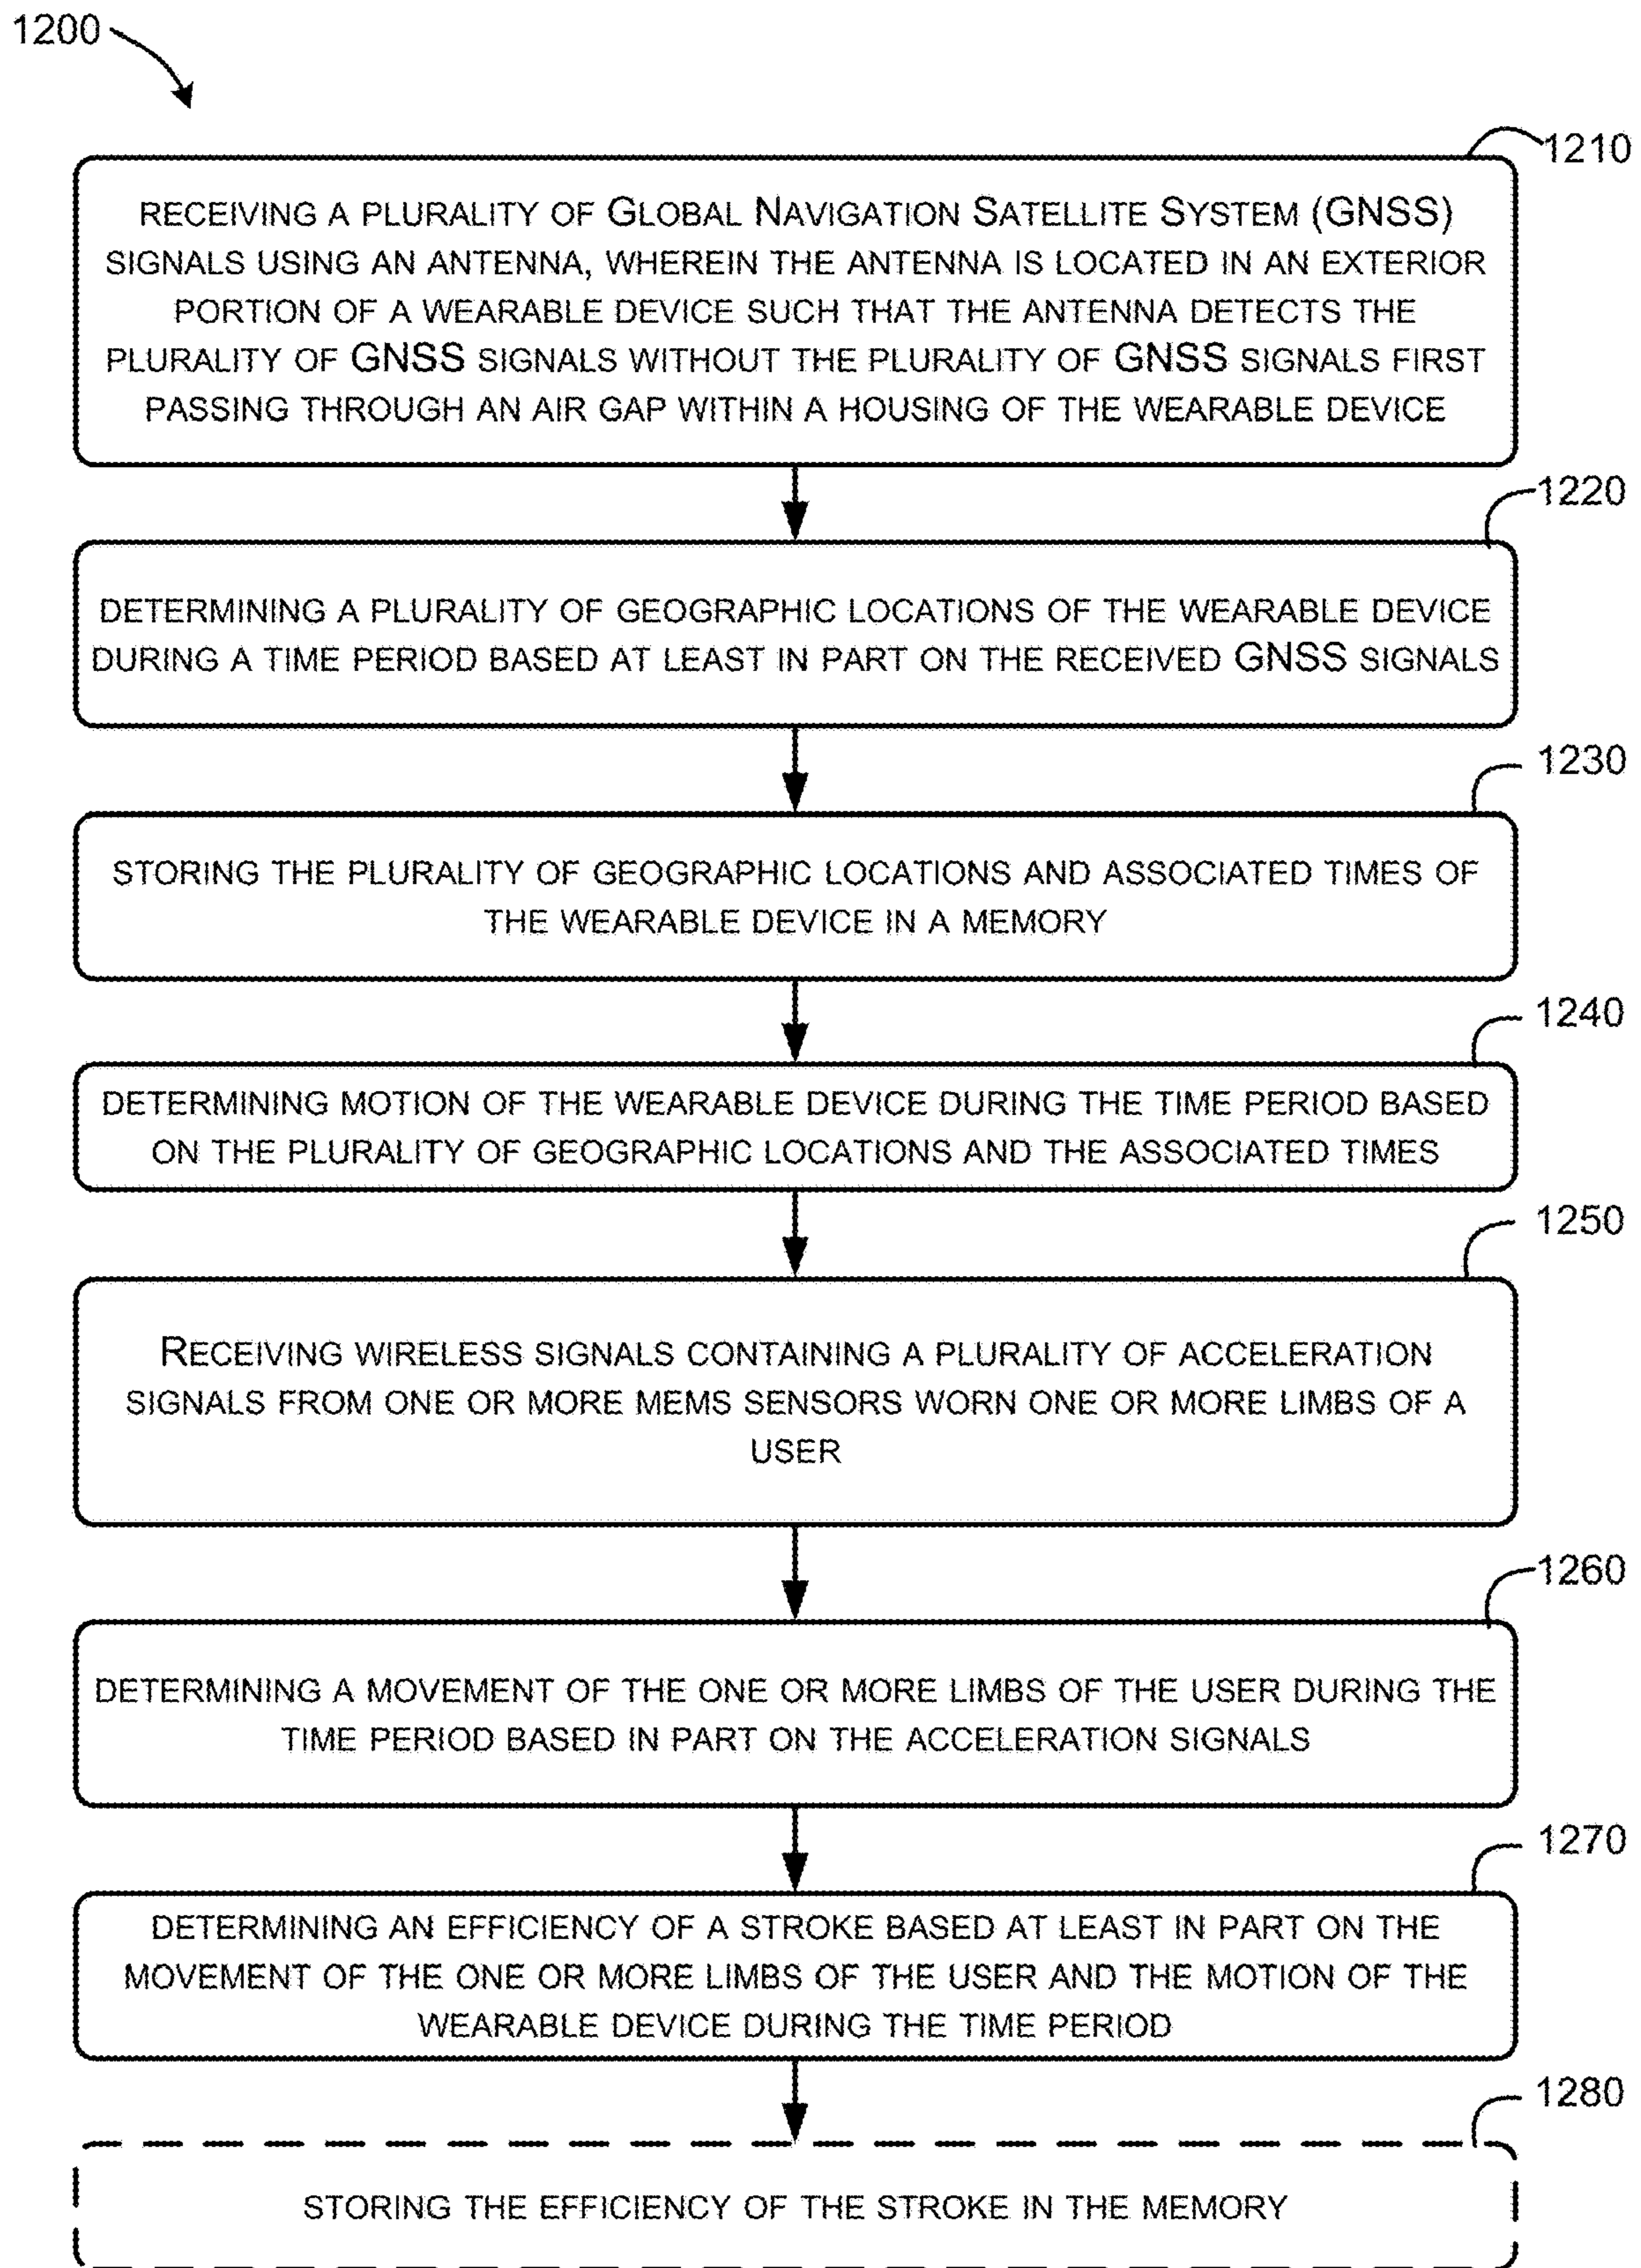 1200
1210
RECEIVING A PLURALITY OF GLOBAL NAVIGATION SATELLITE SYSTEM (GNSS)
SIGNALS USING AN ANTENNA, WHEREIN THE ANTENNA IS LOCATED IN AN EXTERIOR
PORTION OF A WEARABLE DEVICE SUCH THAT THE ANTENNA DETECTS THE
PLURALITY OF GNSS SIGNALS WITHOUT THE PLURALITY OF GNSS SIGNALS FIRST
PASSING THROUGH AN AIR GAP WITHIN A HOUSING OF THE WEARABLE DEVICE
1220
DETERMINING A PLURALITY OF GEOGRAPHIC LOCATIONS OF THE WEARABLE DEVICE
DURING A TIME PERIOD BASED AT LEAST IN PART ON THE RECEIVED GNSS SIGNALS
1230
STORING THE PLURALITY OF GEOGRAPHIC LOCATIONS AND ASSOCIATED TIMES OF
THE WEARABLE DEVICE IN A MEMORY
1240
DETERMINING MOTION OF THE WEARABLE DEVICE DURING THE TIME PERIOD BASED
ON THE PLURALITY OF GEOGRAPHIC LOCATIONS AND THE ASSOCIATED TIMES
1250
RECEIVING WIRELESS SIGNALS CONTAINING A PLURALITY OF ACCELERATION
SIGNALS FROM ONE OR MORE MEMS SENSORS WORN ONE OR MORE LIMBS OF A
USER
1260
DETERMINING A MOVEMENT OF THE ONE OR MORE LIMBS OF THE USER DURING THE
TIME PERIOD BASED IN PART ON THE ACCELERATION SIGNALS
1270
DETERMINING AN EFFICIENCY OF A STROKE BASED AT LEAST IN PART ON THE
MOVEMENT OF THE ONE OR MORE LIMBS OF THE USER AND THE MOTION OF THE
WEARABLE DEVICE DURING THE TIME PERIOD
1280
STORING THE EFFICIENCY OF THE STROKE IN THE MEMORY